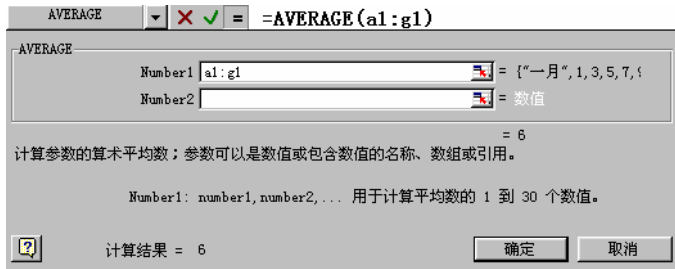 AVERAGE = =AVERAGE(a1:g1)
AVERAGE
Number1 a1:g1 = {"一月",1,3,5,7,
Number2 = 数值
= 6
计算参数的算术平均数；参数可以是数值或包含数值的名称、数组或引用。
Number1: number1,number2,... 用于计算平均数的 1 到 30 个数值。
计算结果 = 6 确定 取消